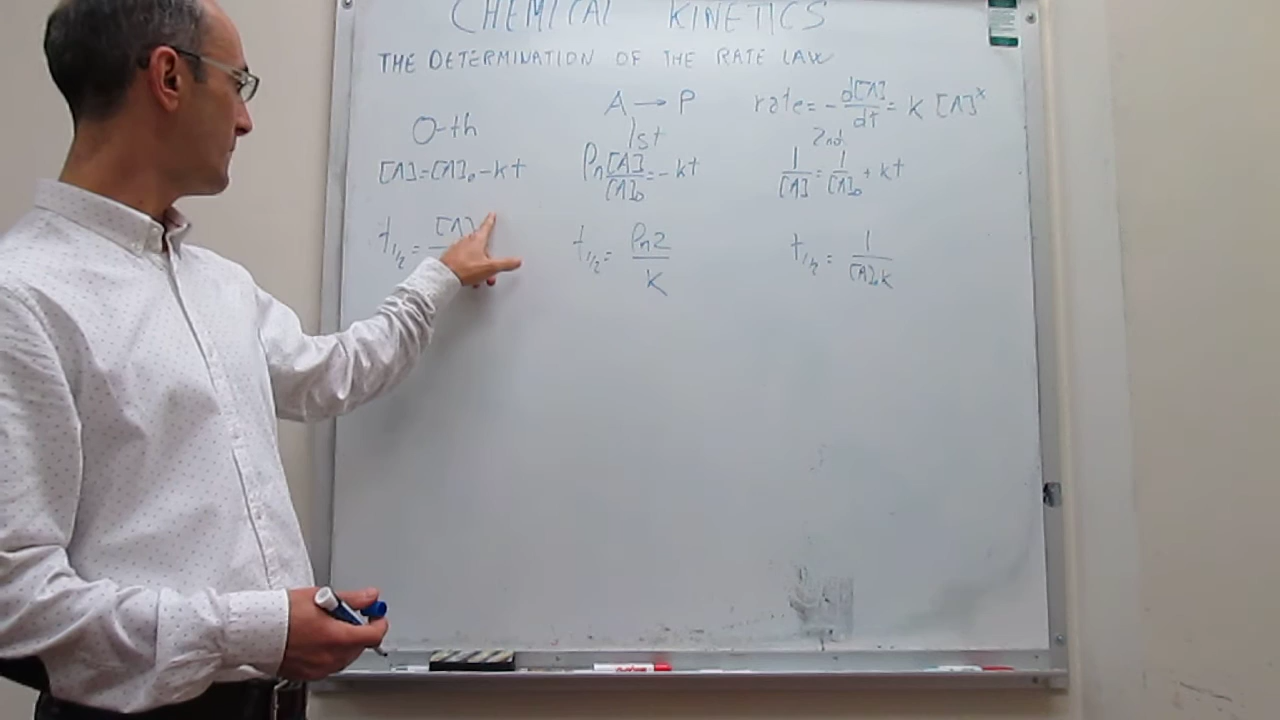 CHEMICAL KINETICS
THE DETERMINATION OF THE RATE LAW
A → P rate = - d[A]/dt = k [A]^x
0-th 1st 2nd
[A]=[A]₀-kt ln [A]/[A]₀ = -kt 1/[A] = 1/[A]₀ + kt
t₁/₂ = [A] t₁/₂ = ln2/k t₁/₂ = 1/[A]₀k